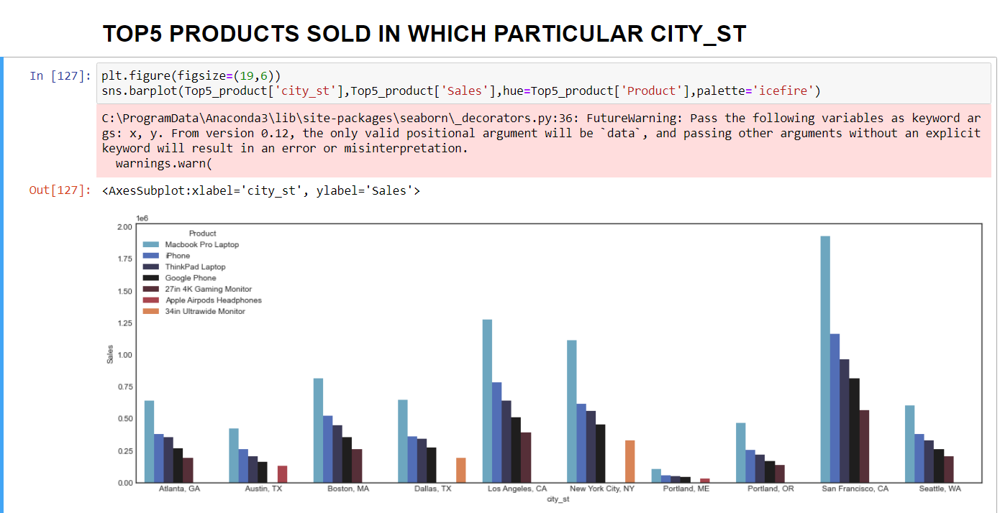 TOP5 PRODUCTS SOLD IN WHICH PARTICULAR CITY_ST
In [127]: plt.figure(figsize=(19,6))
sns.barplot(Top5_product['city_st'],Top5_product['Sales'],hue=Top5_product['Product'],palette='icefire')
C:\ProgramData\Anaconda3\lib\site-packages\seaborn\_decorators.py:36: FutureWarning: Pass the following variables as keyword ar
gs: x, y. From version 0.12, the only valid positional argument will be `data`, and passing other arguments without an explicit
keyword will result in an error or misinterpretation.
warnings.warn(
Out[127]: <AxesSubplot:xlabel='city_st', ylabel='Sales'>
1e6
2.00
1.75
1.50
1.25
1.00
0.75
0.50
0.25
0.00
Sales
Product
Macbook Pro Laptop
iPhone
ThinkPad Laptop
Google Phone
27in 4K Gaming Monitor
Apple Airpods Headphones
34in Ultrawide Monitor
Atlanta, GA Austin, TX Boston, MA Dallas, TX Los Angeles, CA New York City, NY Portland, ME Portland, OR San Francisco, CA Seattle, WA
city_st